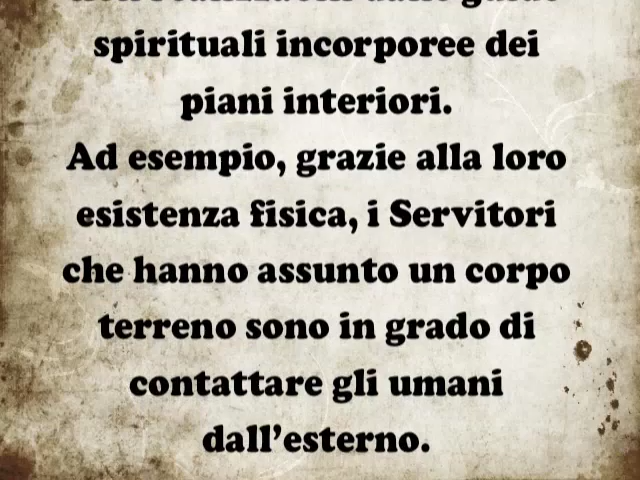 spirituali incorporee dei
piani interiori.
Ad esempio, grazie alla loro
esistenza fisica, i Servitori
che hanno assunto un corpo
terreno sono in grado di
contattare gli umani
dall'esterno.